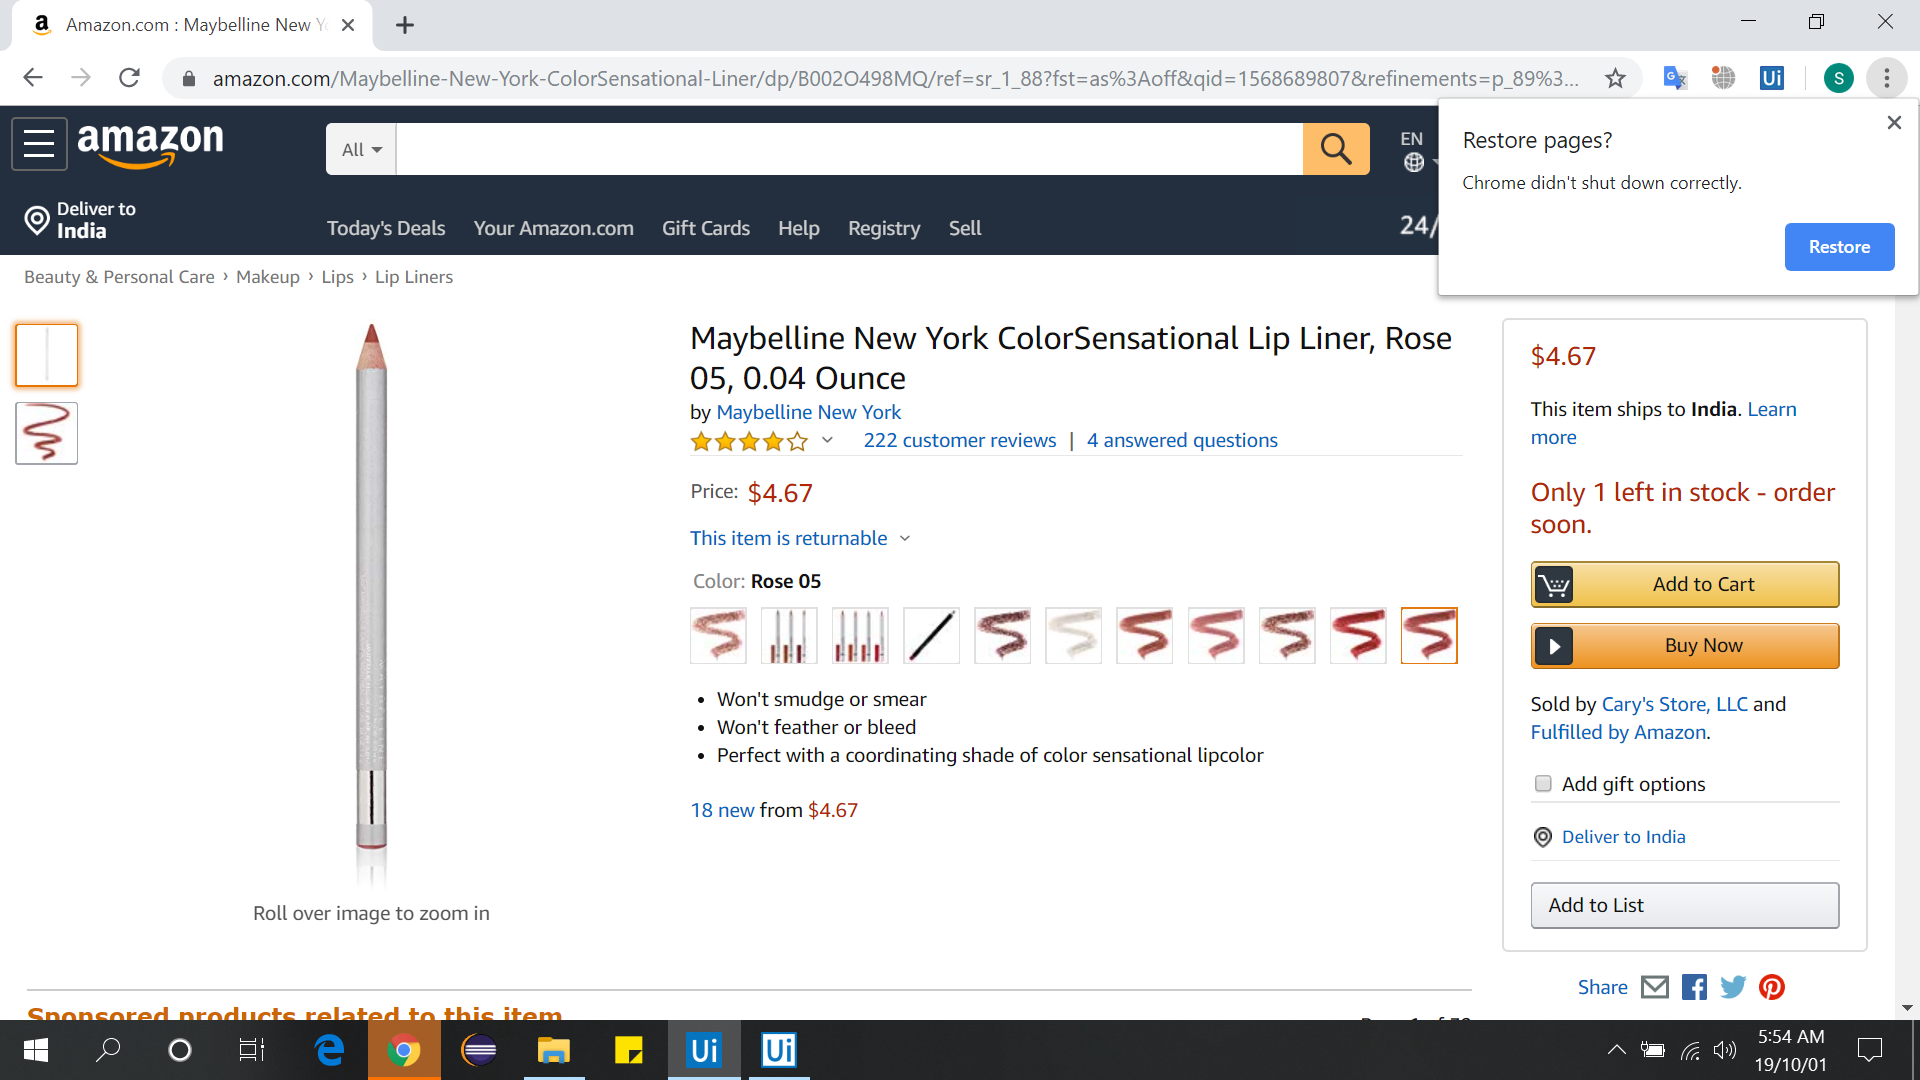 Amazon.com : Maybelline New Y
amazon.com/Maybelline-New-York-ColorSensational-Liner/dp/B002O498MQ/ref=sr_1_88?fst=as%3Aoff&qid=1568689807&refinements=p_89%3...
S
Ui
amazon
All
EN
Restore pages?
Chrome didn't shut down correctly.
Restore
Deliver to
India
Today's Deals
Your Amazon.com
Gift Cards
Help
Registry
Sell
24/
Beauty & Personal Care › Makeup › Lips › Lip Liners
Maybelline New York ColorSensational Lip Liner, Rose
05, 0.04 Ounce
by Maybelline New York
222 customer reviews | 4 answered questions
Price: $4.67
This item is returnable
Color: Rose 05
• Won't smudge or smear
• Won't feather or bleed
• Perfect with a coordinating shade of color sensational lipcolor
18 new from $4.67
Roll over image to zoom in
$4.67
This item ships to India. Learn
more
Only 1 left in stock - order
soon.
Add to Cart
Buy Now
Sold by Cary's Store, LLC and
Fulfilled by Amazon.
Add gift options
Deliver to India
Add to List
Share
Sponsored products related to this item
Ui
Ui
5:54 AM
19/10/01